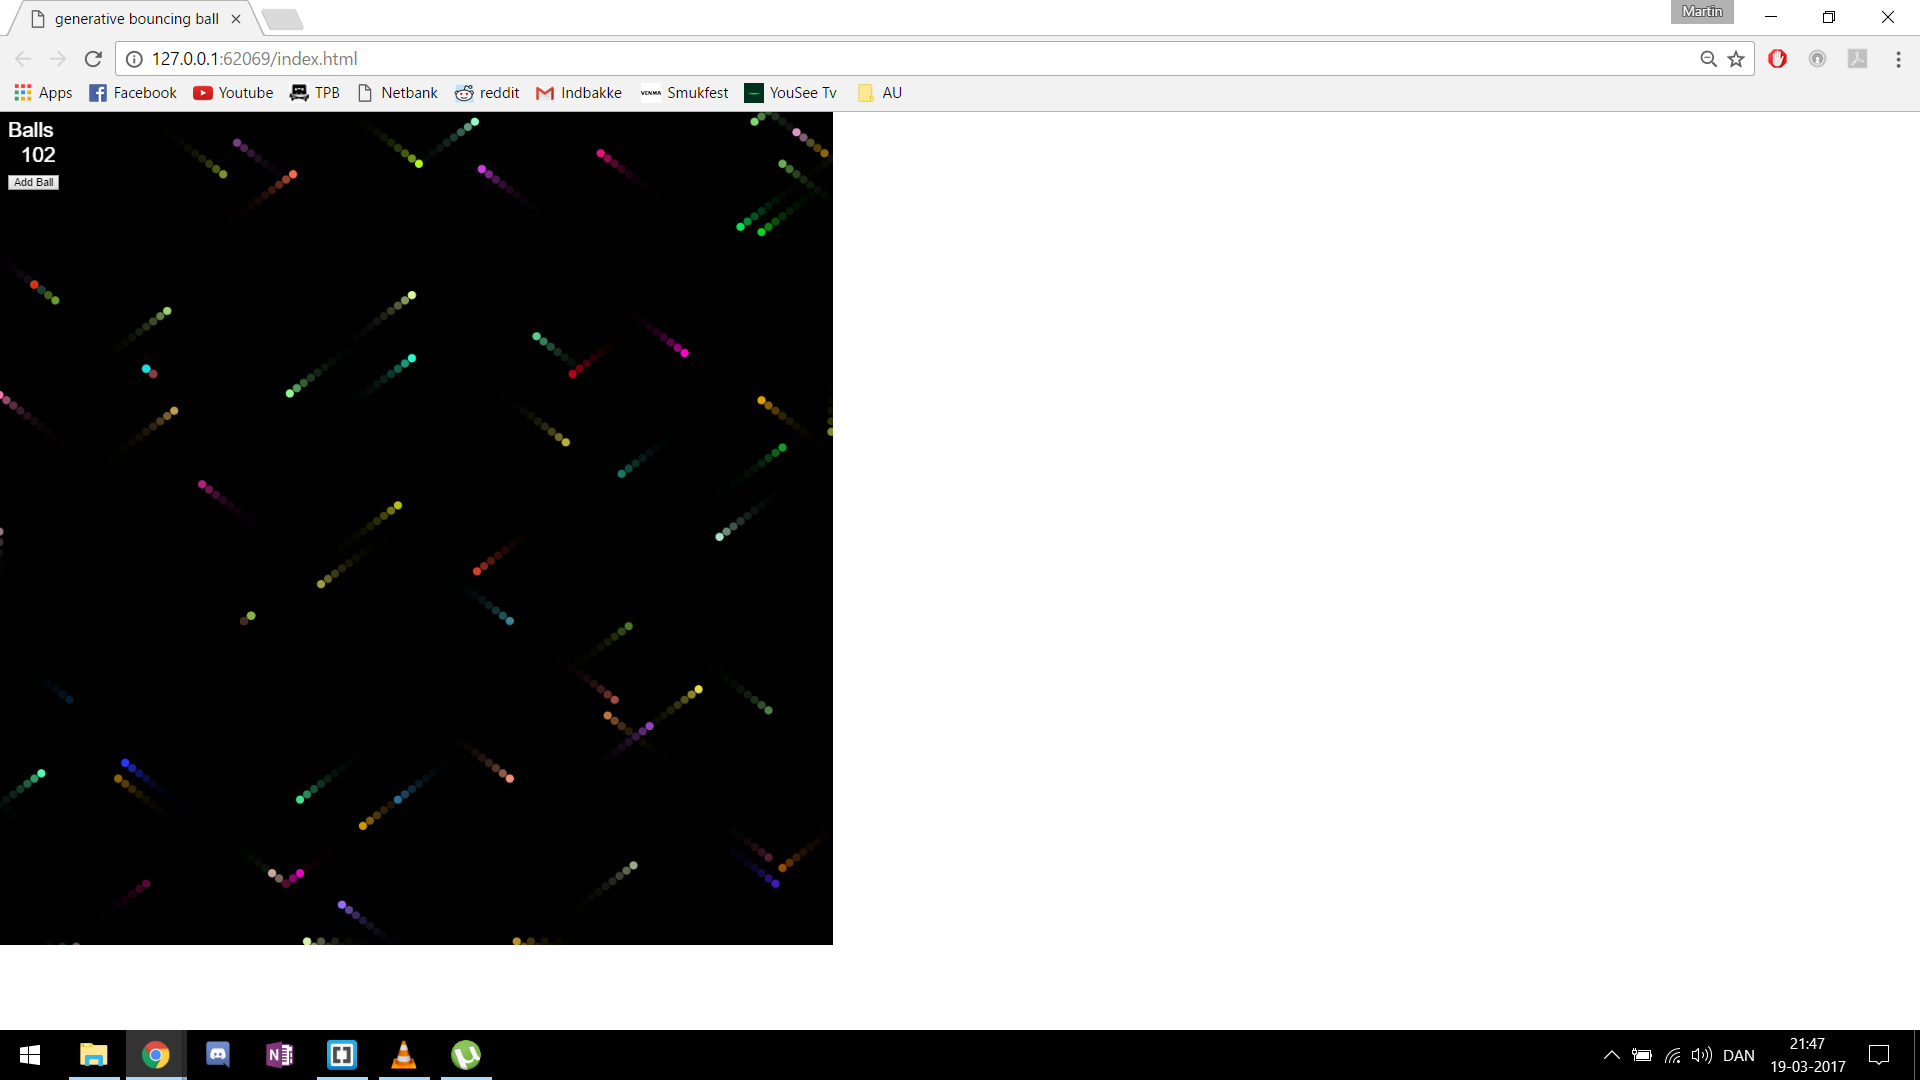 generative bouncing ball
Martin
127.0.0.1:62069/index.html
Apps Facebook Youtube TPB Netbank reddit Indbakke VENMA Smukfest YouSee Tv AU
Balls
102
Add Ball
N
21:47
DAN
19-03-2017